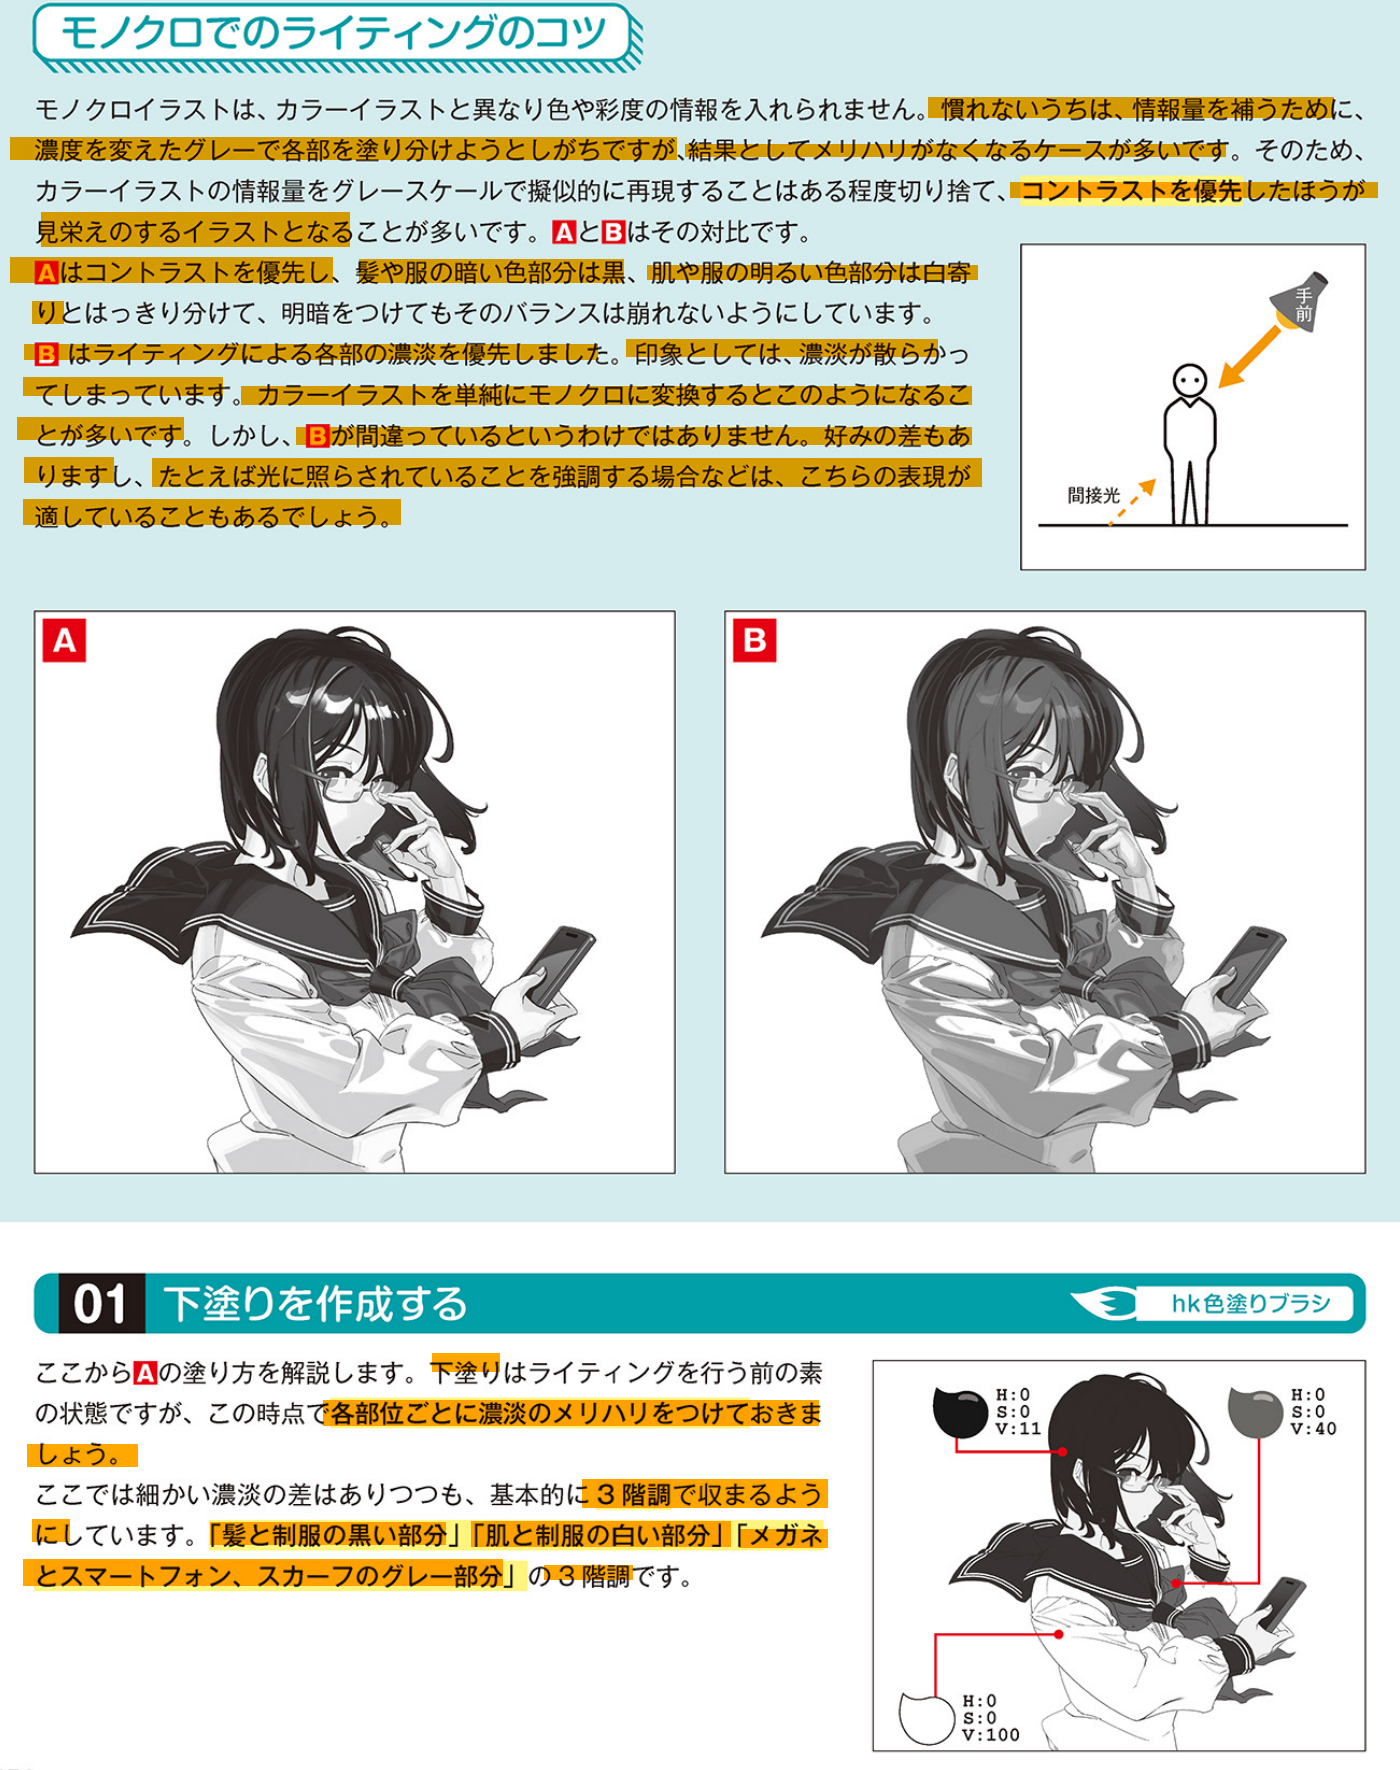 モノクロでのライティングのコツ
モノクロイラストは、カラーイラストと異なり色や彩度の情報を入れられません。慣れないうちは、情報量を補うために、
濃度を変えたグレーで各部を塗り分けようとしがちですが、結果としてメリハリがなくなるケースが多いです。そのため、
カラーイラストの情報量をグレースケールで擬似的に再現することはある程度切り捨て、コントラストを優先したほうが
見栄えのするイラストとなることが多いです。AとBはその対比です。
Aはコントラストを優先し、髪や服の暗い色部分は黒、肌や服の明るい色部分は白寄
りとはっきり分けて、明暗をつけてもそのバランスは崩れないようにしています。
Bはライティングによる各部の濃淡を優先しました。印象としては、濃淡が散らかっ
てしまっています。カラーイラストを単純にモノクロに変換するとこのようになるこ
とが多いです。しかし、Bが間違っているというわけではありません。好みの差もあ
りますし、たとえば光に照らされていることを強調する場合などは、こちらの表現が
適していることもあるでしょう。
手前
間接光
A
B
01 下塗りを作成する
hk色塗りブラシ
ここからAの塗り方を解説します。下塗りはライティングを行う前の素
の状態ですが、この時点で各部位ごとに濃淡のメリハリをつけておきま
しょう。
ここでは細かい濃淡の差はありつつも、基本的に3階調で収まるよう
にしています。「髪と制服の黒い部分」「肌と制服の白い部分」「メガネ
とスマートフォン、スカーフのグレー部分」の3階調です。
H:0
S:0
V:11
H:0
S:0
V:40
H:0
S:0
V:100